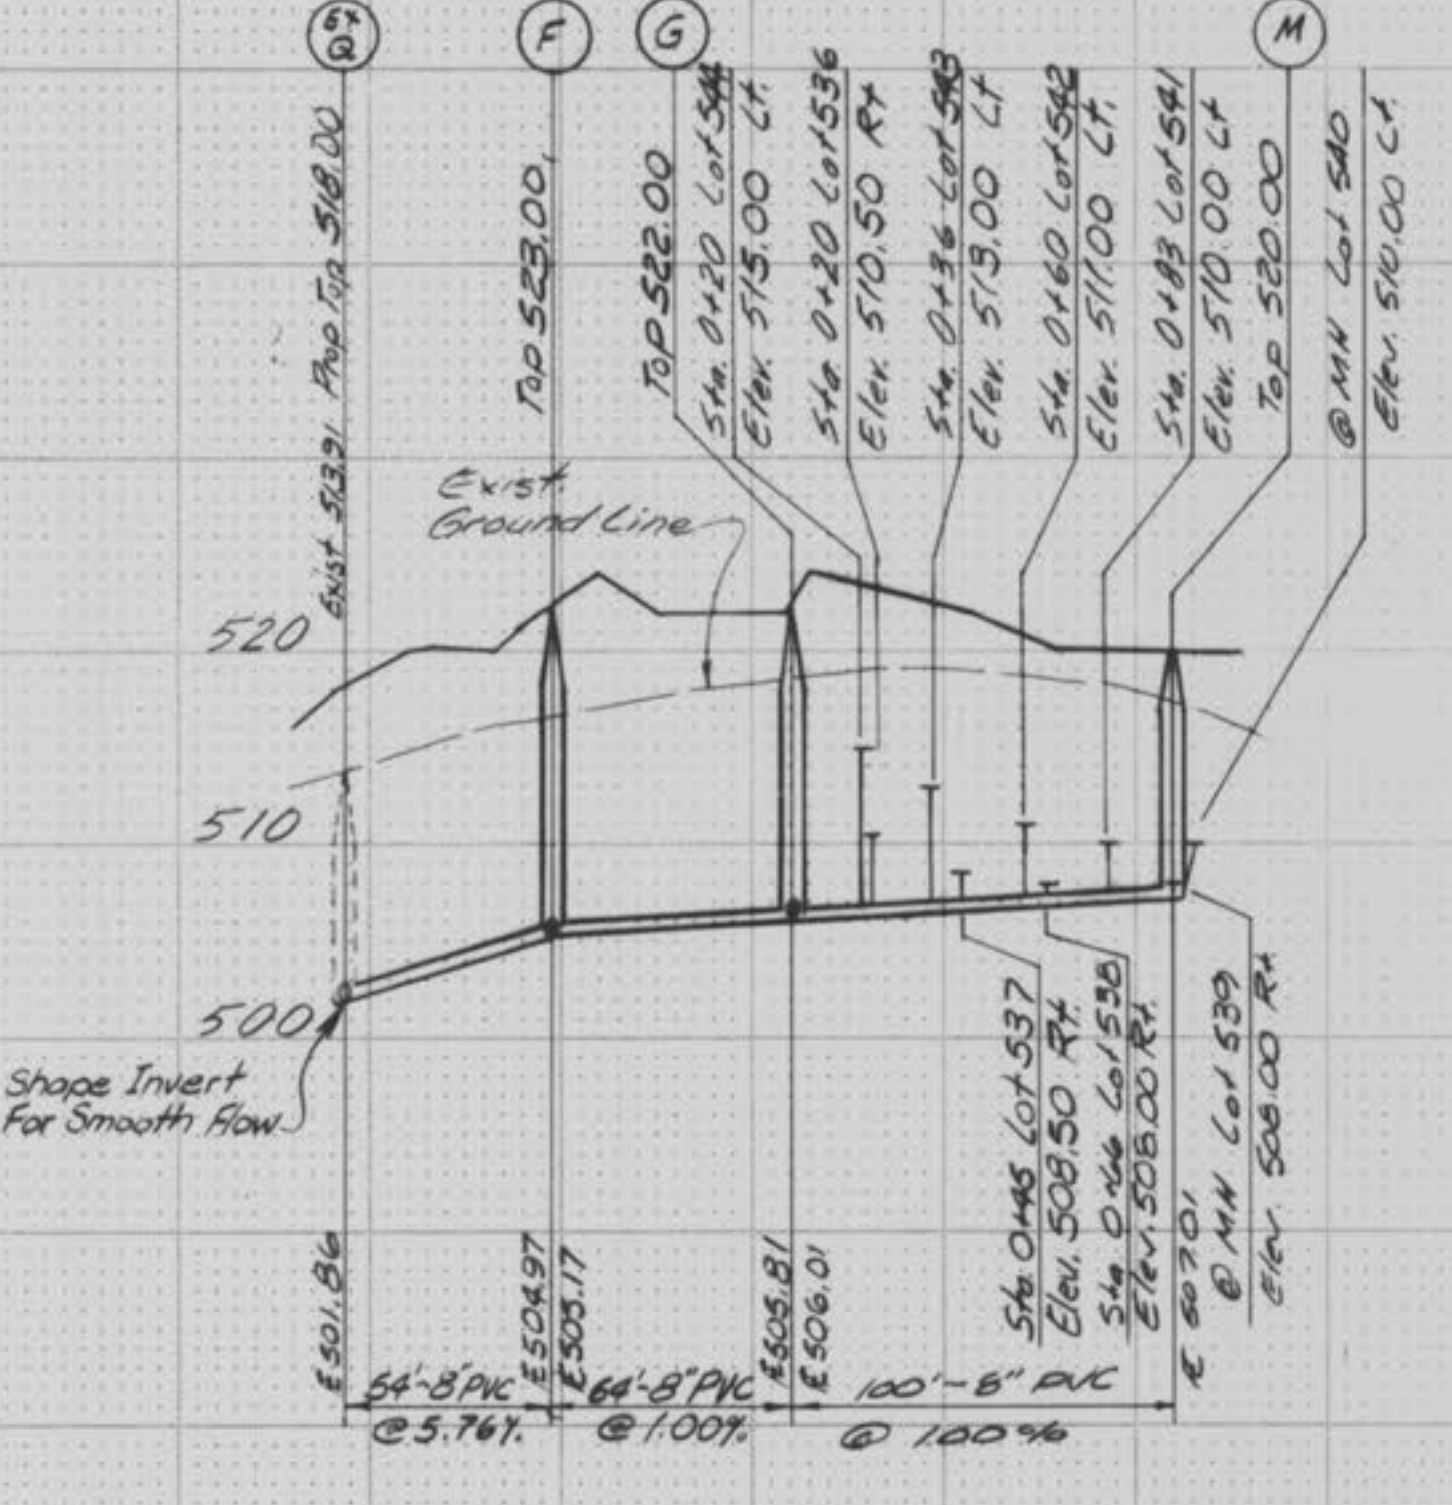 Ex Q
F
G
M
Exist 513.91 Prop Top 518.00
Top 523.00
Top 522.00
Sta. 0+20 Lot 544
Elev. 515.00 Lt.
Sta 0+20 Lot 536
Elev. 510.50 Rt
Sta. 0+36 Lot 543
Elev. 513.00 Lt
Sta. 0+60 Lot 542
Elev. 511.00 Lt.
Sta. 0+83 Lot 541
Elev. 510.00 Lt
Top 520.00
@ MH Lot 540
Elev. 510.00 Lt.
Exist.
Ground Line
520
510
500
Shape Invert
For Smooth Flow
Sta 0+45 Lot 537
Elev. 508.50 Rt.
Sta. 0+66 Lot 538
Elev. 508.00 Rt.
@ MH Lot 539
Elev. 508.00 Rt
E 501.86
E 504.97
E 505.17
E 505.81
E 506.01
E 507.01
54'-8" PVC
@ 5.76%
64'-8" PVC
@ 1.00%
100'-8" PVC
@ 1.00%